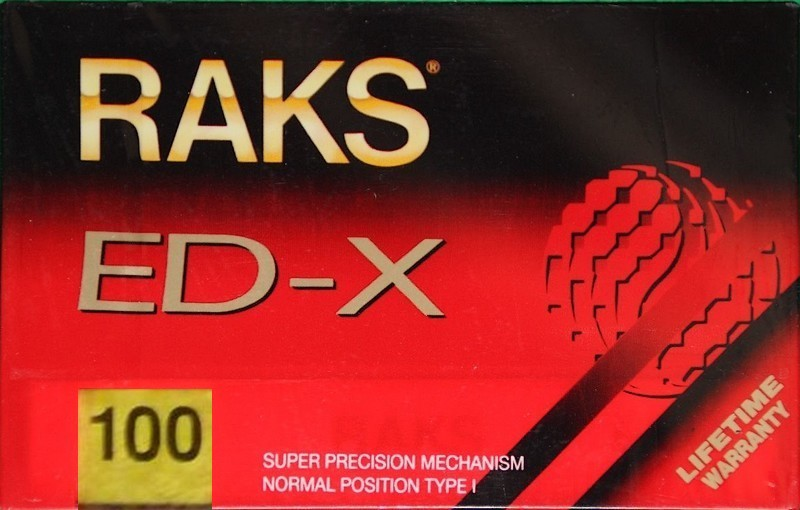 RAKS®
ED-X
100
SUPER PRECISION MECHANISM
NORMAL POSITION TYPE I
LIFETIME
WARRANTY